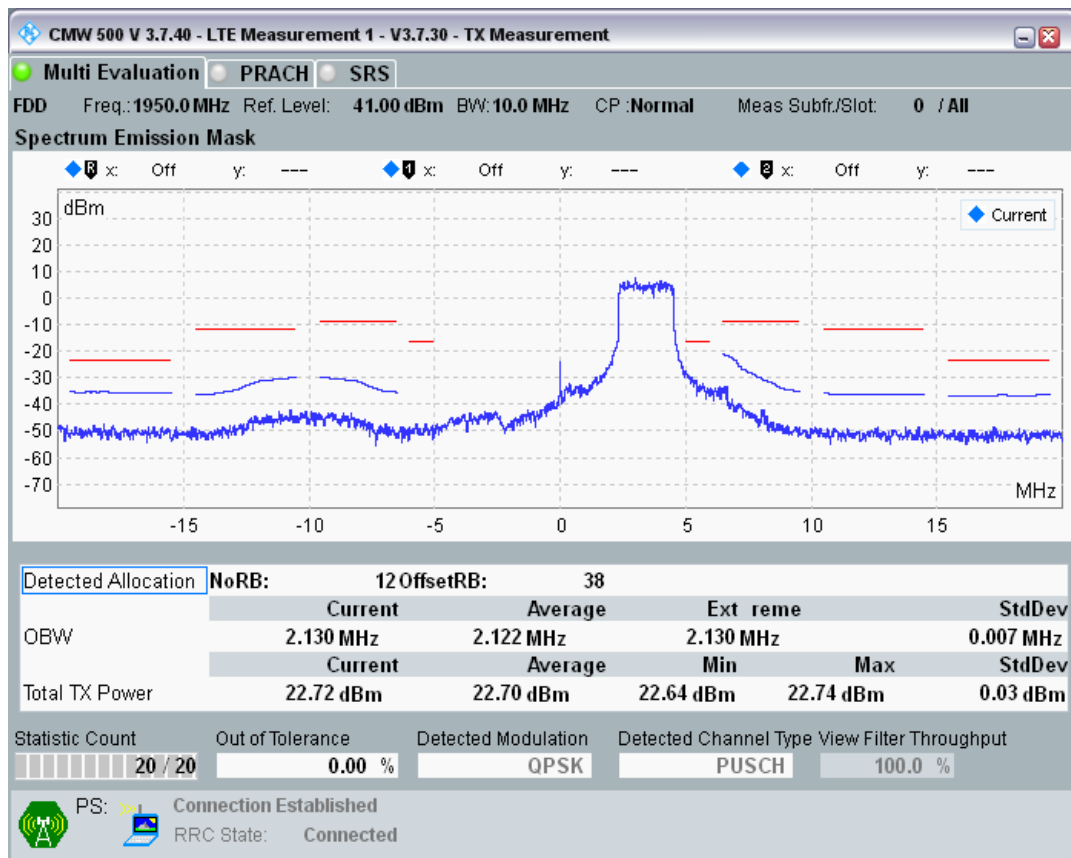 CMW 500 V 3.7.40 - LTE Measurement 1 - V3.7.30 - TX Measurement
Multi Evaluation PRACH SRS
FDD Freq.: 1950.0 MHz Ref. Level: 41.00 dBm BW: 10.0 MHz CP :Normal Meas Subfr./Slot: 0 / All
Spectrum Emission Mask
R x: Off y: --- 1 x: Off y: --- 2 x: Off y: ---
dBm
Current
30
20
10
0
-10
-20
-30
-40
-50
-60
-70
MHz
-15 -10 -5 0 5 10 15
Detected Allocation NoRB: 12 OffsetRB: 38
Current Average Ext reme StdDev
OBW 2.130 MHz 2.122 MHz 2.130 MHz 0.007 MHz
Current Average Min Max StdDev
Total TX Power 22.72 dBm 22.70 dBm 22.64 dBm 22.74 dBm 0.03 dBm
Statistic Count Out of Tolerance Detected Modulation Detected Channel Type View Filter Throughput
20 / 20 0.00 % QPSK PUSCH 100.0 %
PS: Connection Established
RRC State: Connected